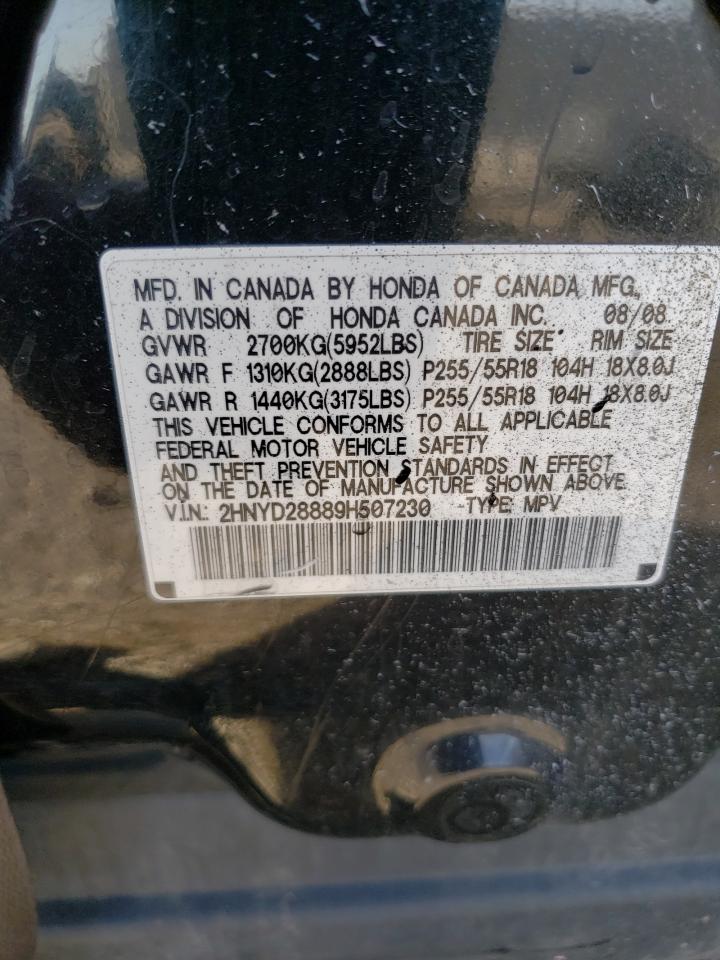 MFD. IN CANADA BY HONDA OF CANADA MFG.,
A DIVISION OF HONDA CANADA INC. 08/08
GVWR 2700KG(5952LBS) TIRE SIZE RIM SIZE
GAWR F 1310KG(2888LBS) P255/55R18 104H 18X8.0J
GAWR R 1440KG(3175LBS) P255/55R18 104H 18X8.0J
THIS VEHICLE CONFORMS TO ALL APPLICABLE
FEDERAL MOTOR VEHICLE SAFETY
AND THEFT PREVENTION STANDARDS IN EFFECT
ON THE DATE OF MANUFACTURE SHOWN ABOVE.
V.I.N.: 2HNYD28889H507230 TYPE: MPV